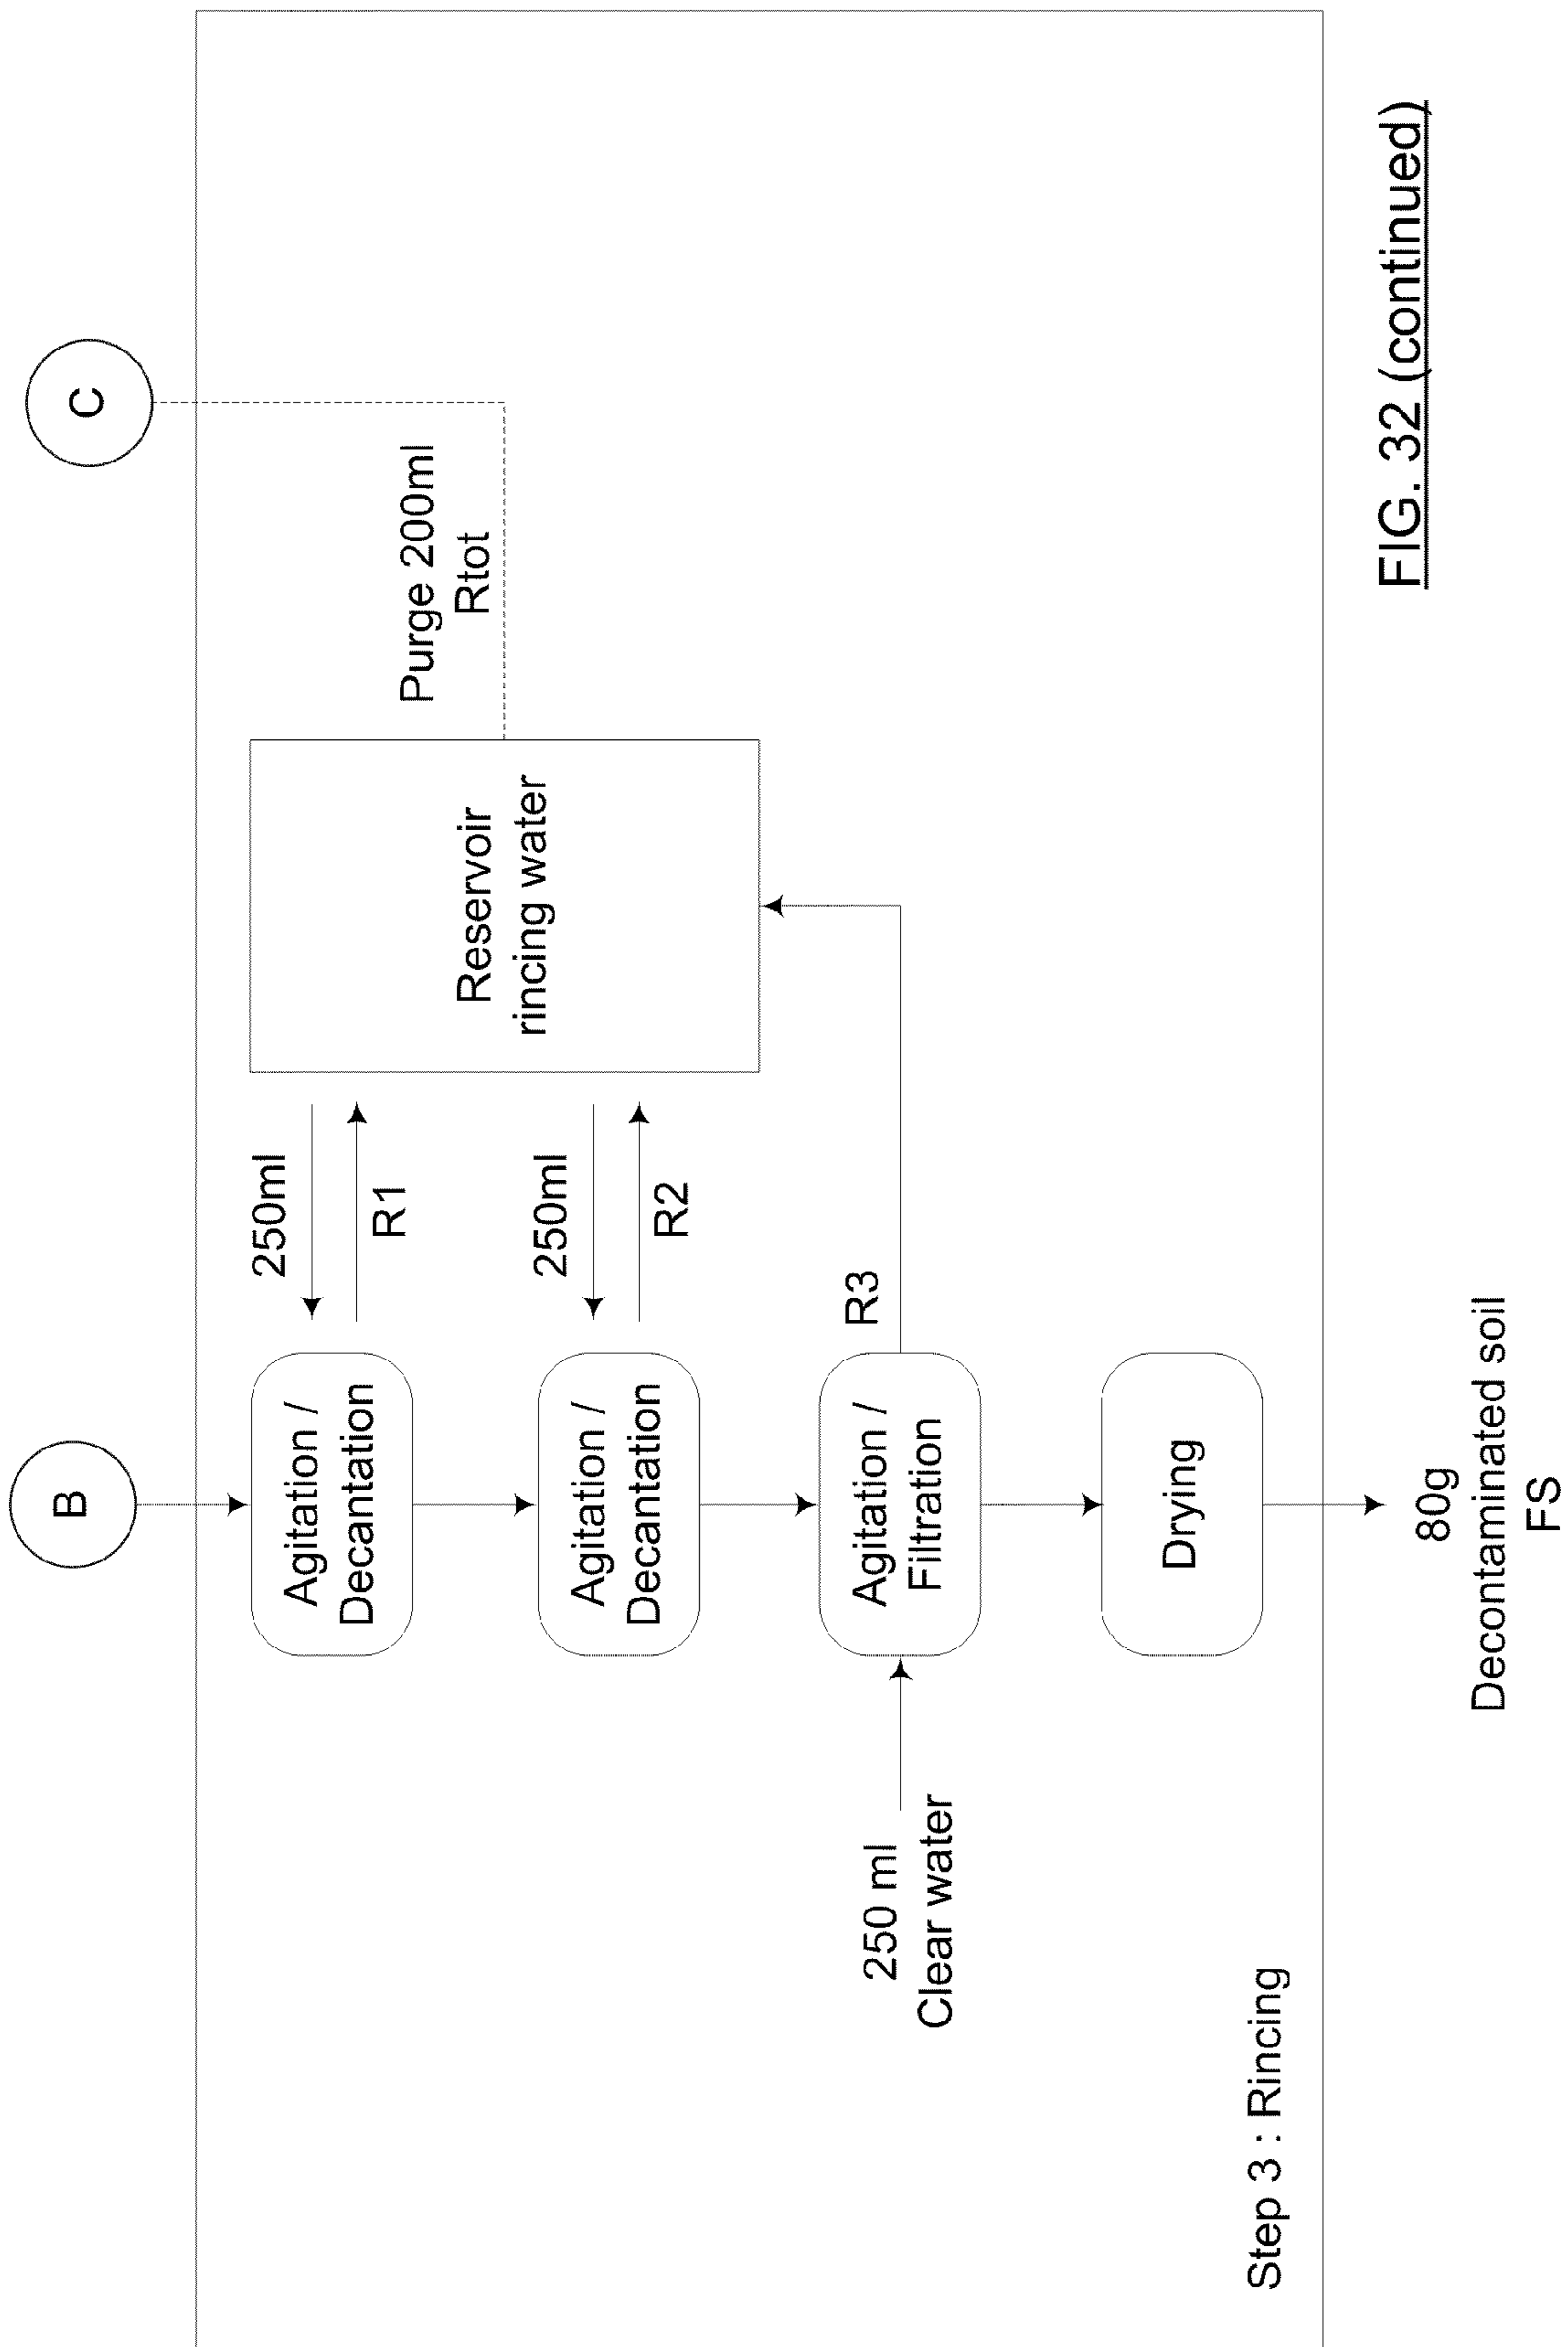 B
C
Agitation /
Decantation
250ml
R1
Reservoir
rincing water
Purge 200ml
Rtot
Agitation /
Decantation
250ml
R2
250 ml
Clear water
Agitation /
Filtration
R3
Drying
Step 3 : Rincing
80g
Decontaminated soil
FS
FIG. 32 (continued)